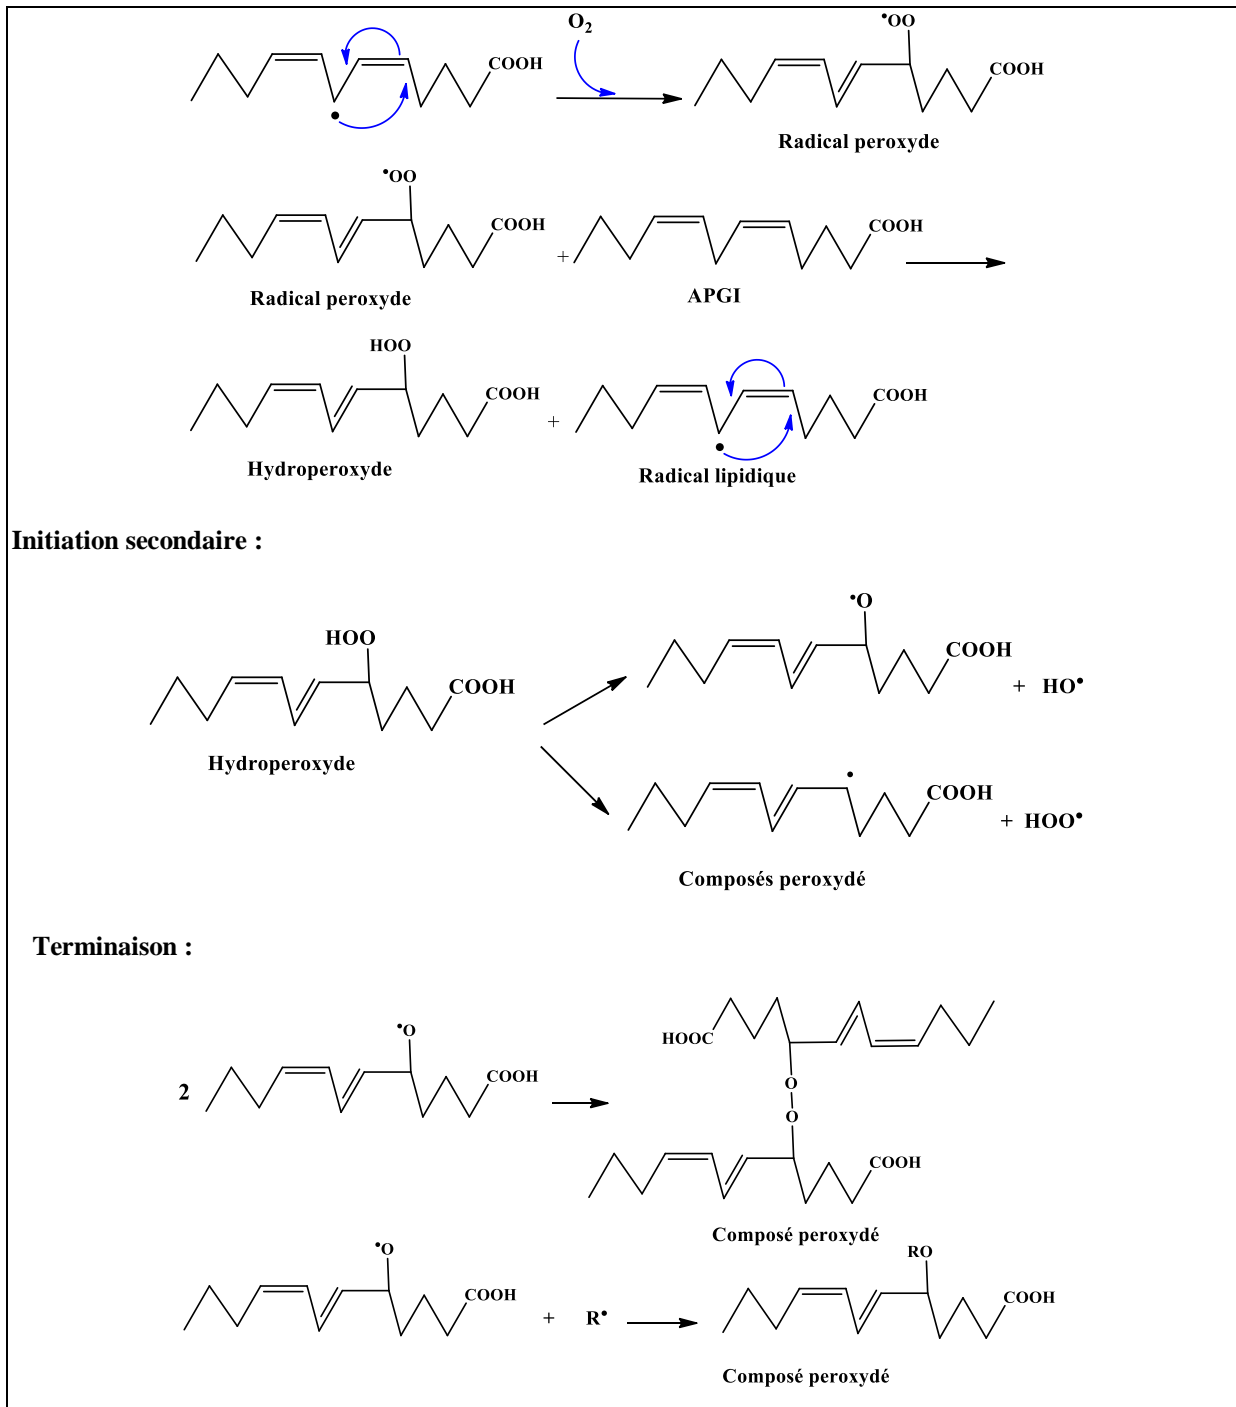 O2
COOH
•OO
COOH
Radical peroxyde
•OO
COOH
+
COOH
Radical peroxyde
APGI
HOO
COOH
+
COOH
Hydroperoxyde
Radical lipidique
Initiation secondaire :
HOO
COOH
Hydroperoxyde
•O
COOH
+ HO•
COOH
+ HOO•
Composés peroxydé
Terminaison :
2
•O
COOH
HOOC
O
O
COOH
Composé peroxydé
•O
COOH
+ R•
RO
COOH
Composé peroxydé